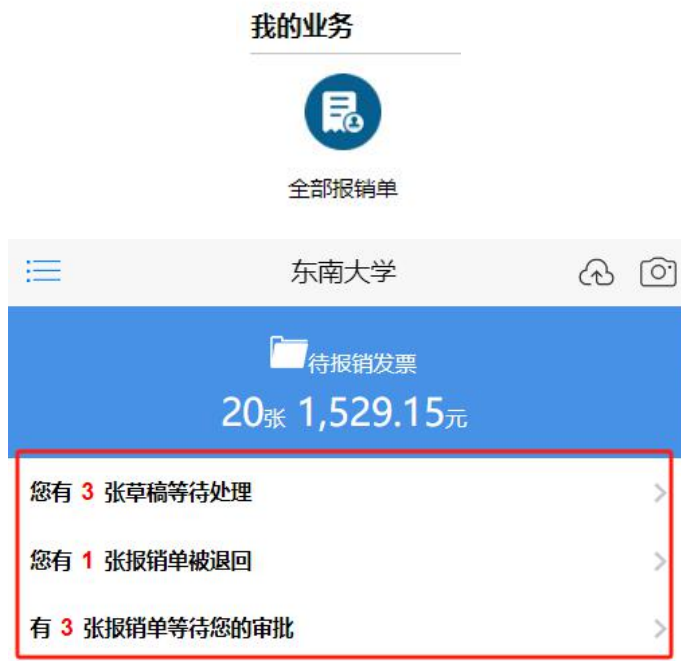 我的业务
全部报销单
东南大学
待报销发票
20张 1,529.15元
您有 3 张草稿等待处理
您有 1 张报销单被退回
有 3 张报销单等待您的审批